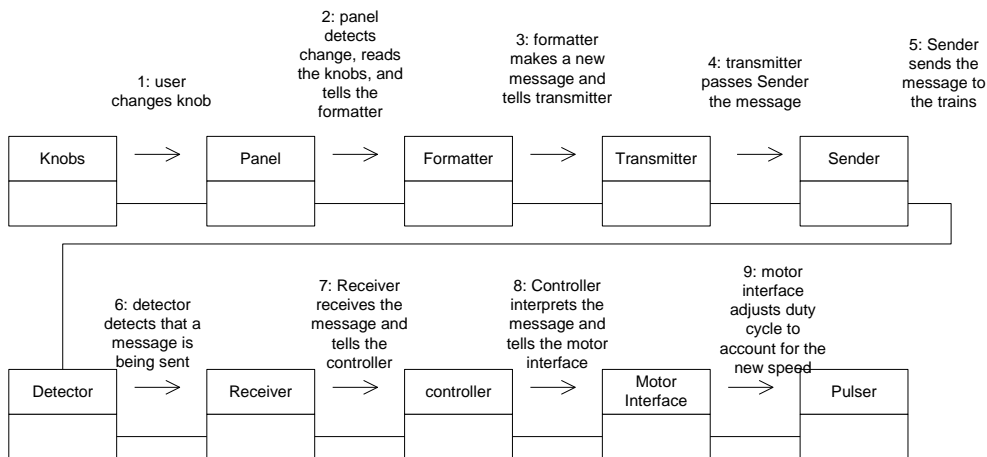 1: user
changes knob
2: panel
detects
change, reads
the knobs, and
tells the
formatter
3: formatter
makes a new
message and
tells transmitter
4: transmitter
passes Sender
the message
5: Sender
sends the
message to
the trains
Knobs
Panel
Formatter
Transmitter
Sender
6: detector
detects that a
message is
being sent
7: Receiver
receives the
message and
tells the
controller
8: Controller
interprets the
message and
tells the motor
interface
9: motor
interface
adjusts duty
cycle to
account for the
new speed
Detector
Receiver
controller
Motor
Interface
Pulser